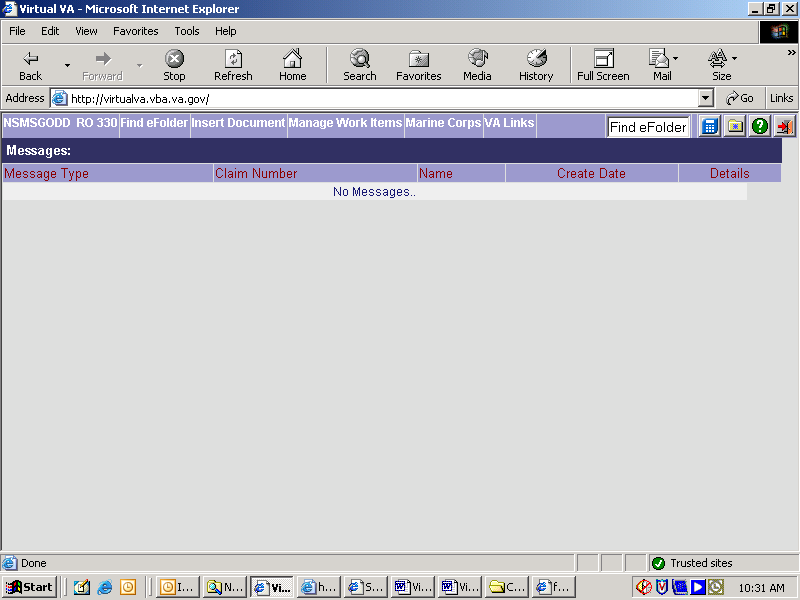 Virtual VA - Microsoft Internet Explorer
File Edit View Favorites Tools Help
Back Forward Stop Refresh Home Search Favorites Media History Full Screen Mail Size »
Address http://virtualva.vba.va.gov/ Go Links
NSMSGODD RO 330 Find eFolder Insert Document Manage Work Items Marine Corps VA Links Find eFolder
Messages:
Message Type Claim Number Name Create Date Details
No Messages..
Done Trusted sites
Start I... N... Vi... h... S... Vi... Vi... C... f... 10:31 AM